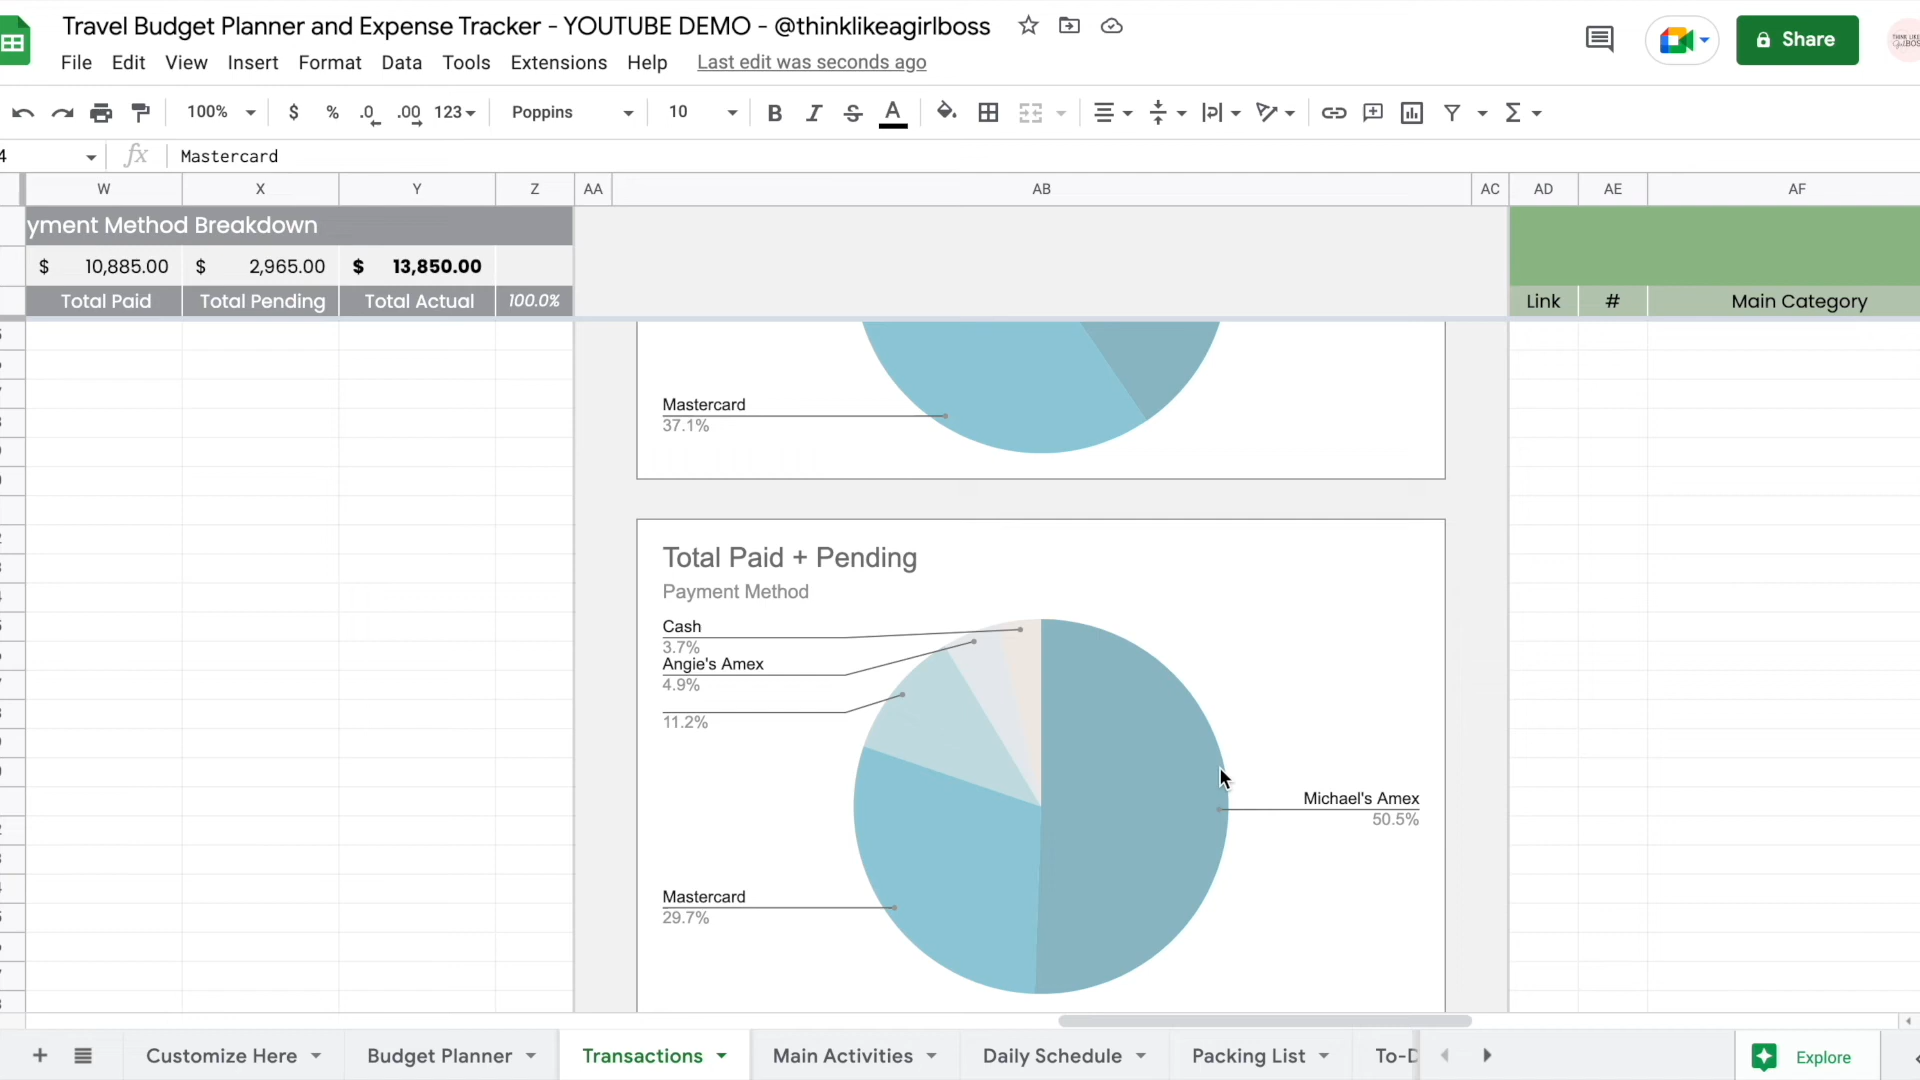 Travel Budget Planner and Expense Tracker - YOUTUBE DEMO - @thinklikeagirlboss
File Edit View Insert Format Data Tools Extensions Help Last edit was seconds ago
Share
100% $ % .0 .00 123 Poppins 10 B I S A
fx Mastercard
W X Y Z AA AB AC AD AE AF
yment Method Breakdown
$ 10,885.00 $ 2,965.00 $ 13,850.00
Total Paid Total Pending Total Actual 100.0% Link # Main Category
Mastercard
37.1%
Total Paid + Pending
Payment Method
Cash
3.7%
Angie's Amex
4.9%
11.2%
Michael's Amex
50.5%
Mastercard
29.7%
+ Customize Here Budget Planner Transactions Main Activities Daily Schedule Packing List To-D Explore